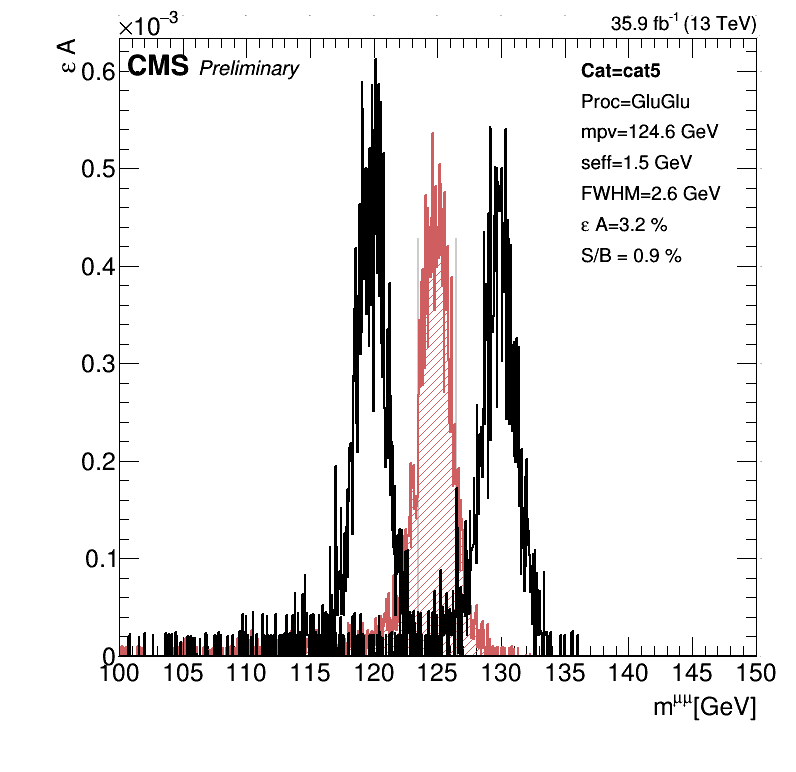 ×10⁻³
35.9 fb⁻¹ (13 TeV)
ε A
CMS Preliminary
Cat=cat5
Proc=GluGlu
mpv=124.6 GeV
seff=1.5 GeV
FWHM=2.6 GeV
ε A=3.2 %
S/B = 0.9 %
0.6
0.5
0.4
0.3
0.2
0.1
0
100 105 110 115 120 125 130 135 140 145 150
m^μμ[GeV]